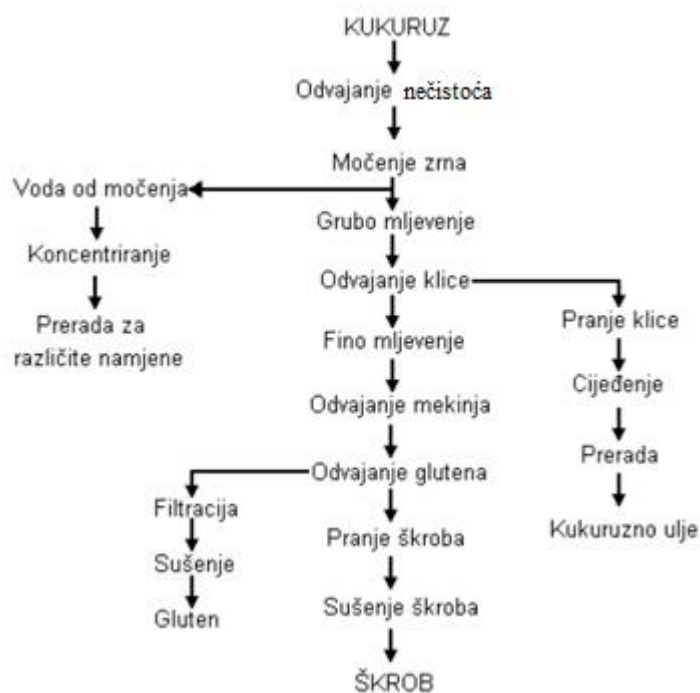 KUKURUZ
Odvajanje nečistoća
Močenje zrna
Voda od močenja
Grubo mljevenje
Koncentriranje
Odvajanje klice
Prerada za
različite namjene
Pranje klice
Fino mljevenje
Cijeđenje
Odvajanje mekinja
Prerada
Odvajanje glutena
Filtracija
Kukuruzno ulje
Pranje škroba
Sušenje
Sušenje škroba
Gluten
ŠKROB